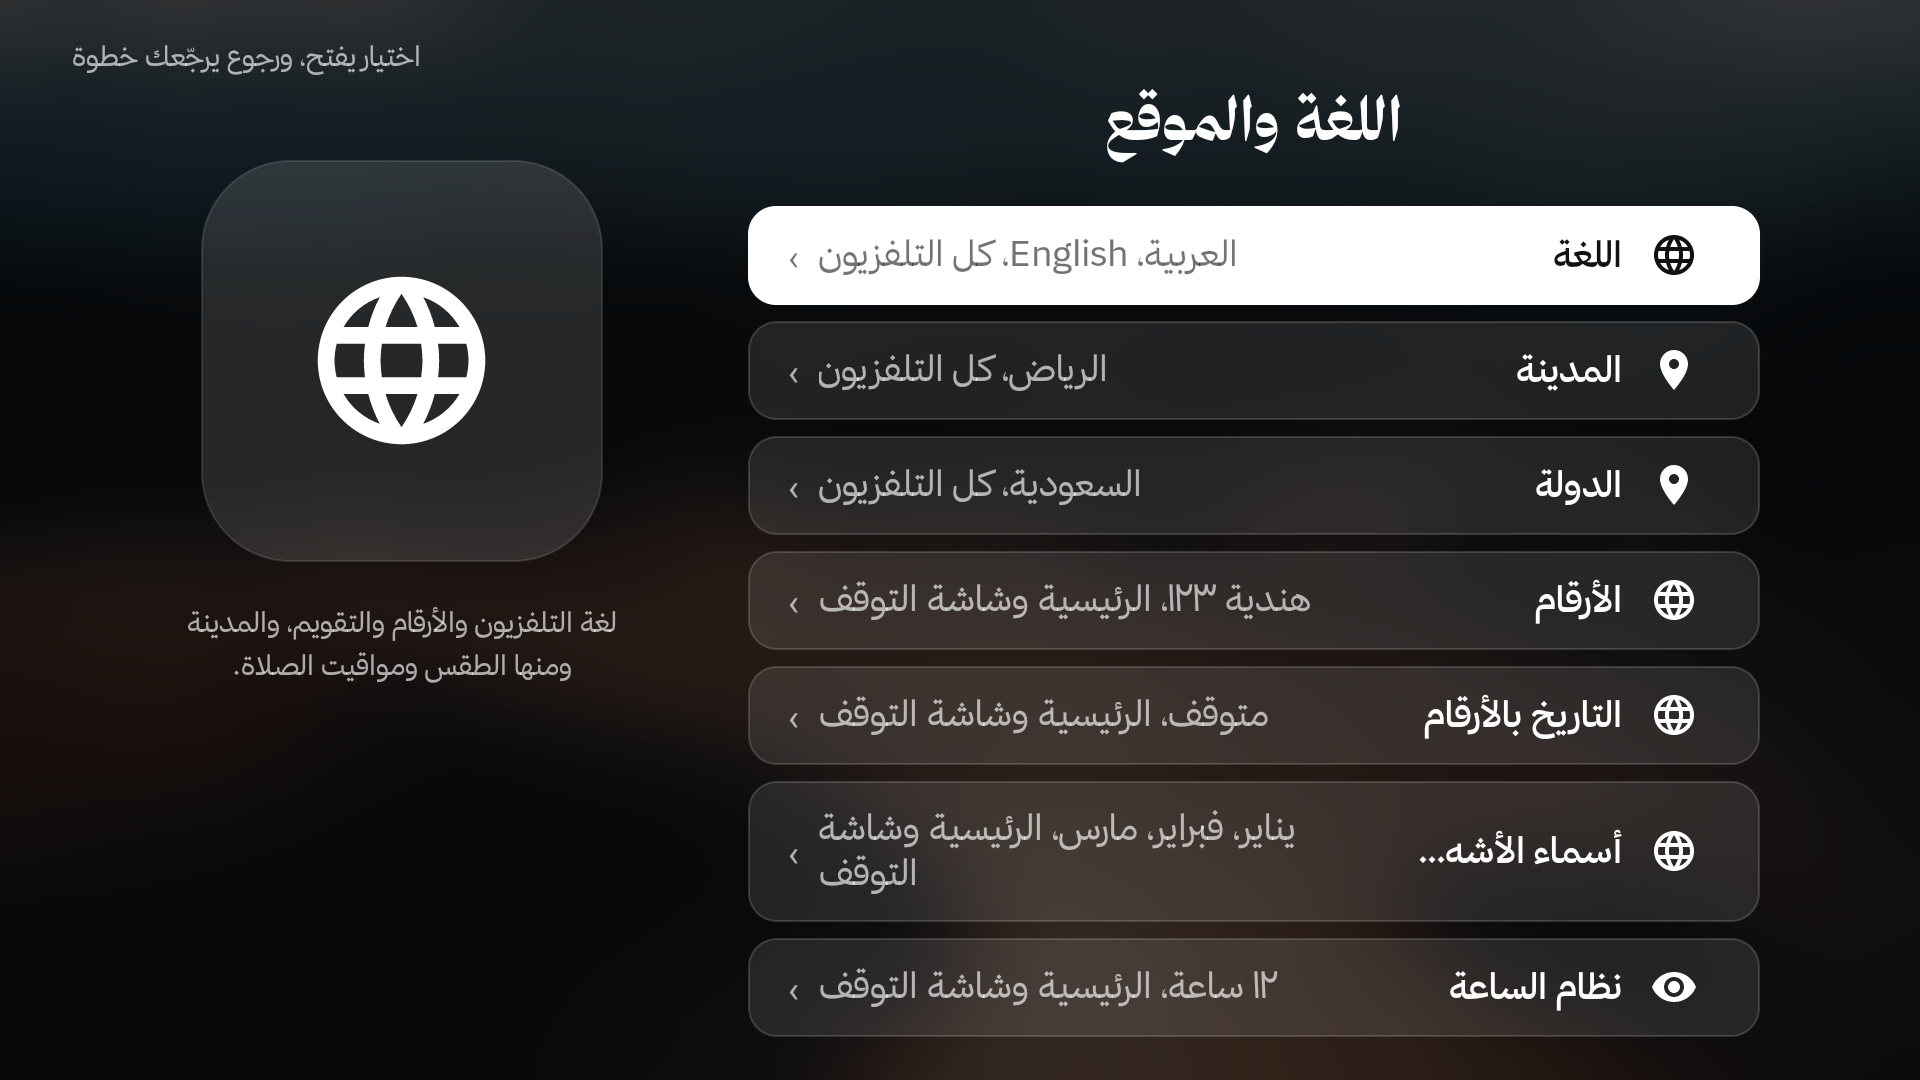 اختيار يفتح، ورجوع يرجّعك خطوة
اللغة والموقع
اللغة
العربية، English، كل التلفزيون ‹
المدينة
الرياض، كل التلفزيون ‹
الدولة
السعودية، كل التلفزيون ‹
الأرقام
هندية ١٢٣، الرئيسية وشاشة التوقف ‹
التاريخ بالأرقام
متوقف، الرئيسية وشاشة التوقف ‹
أسماء الأشه...
يناير، فبراير، مارس، الرئيسية وشاشة
التوقف ‹
نظام الساعة
١٢ ساعة، الرئيسية وشاشة التوقف ‹
لغة التلفزيون والأرقام والتقويم، والمدينة
ومنها الطقس ومواقيت الصلاة.